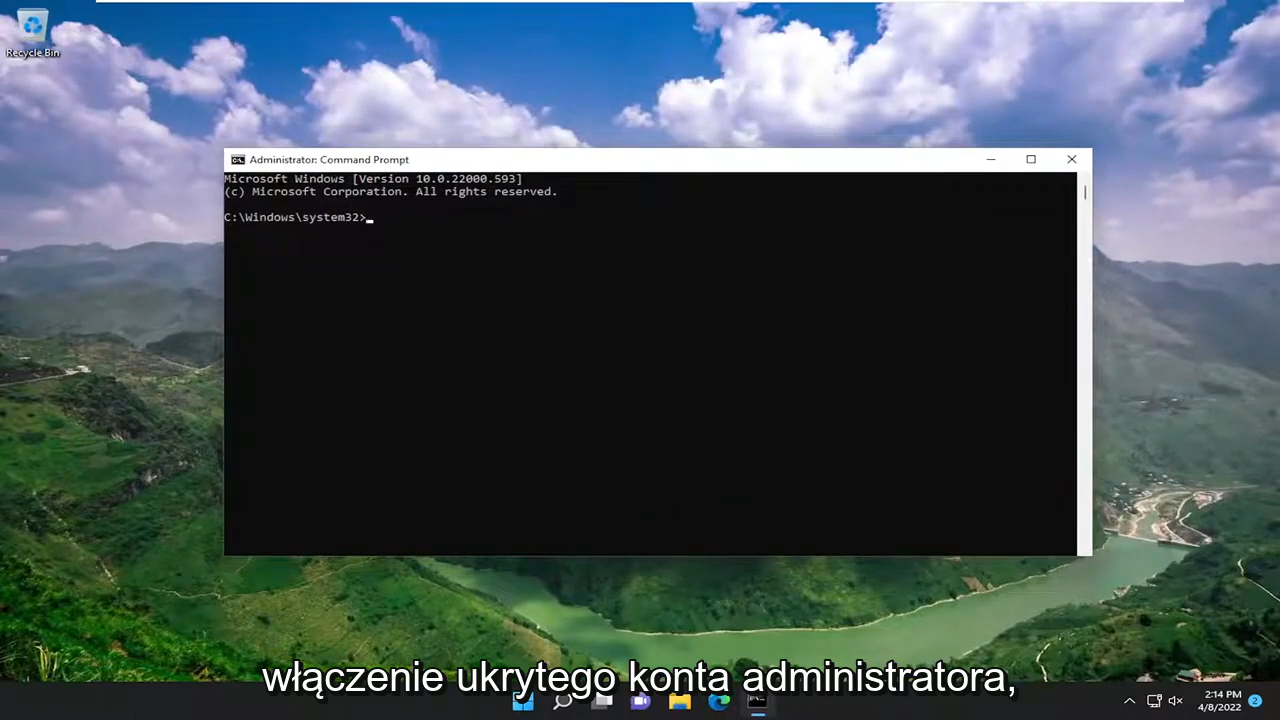 Recycle Bin
Administrator: Command Prompt
Microsoft Windows [Version 10.0.22000.593]
(c) Microsoft Corporation. All rights reserved.
C:\Windows\system32>
włączenie ukrytego konta administratora,
2:14 PM
4/8/2022
2